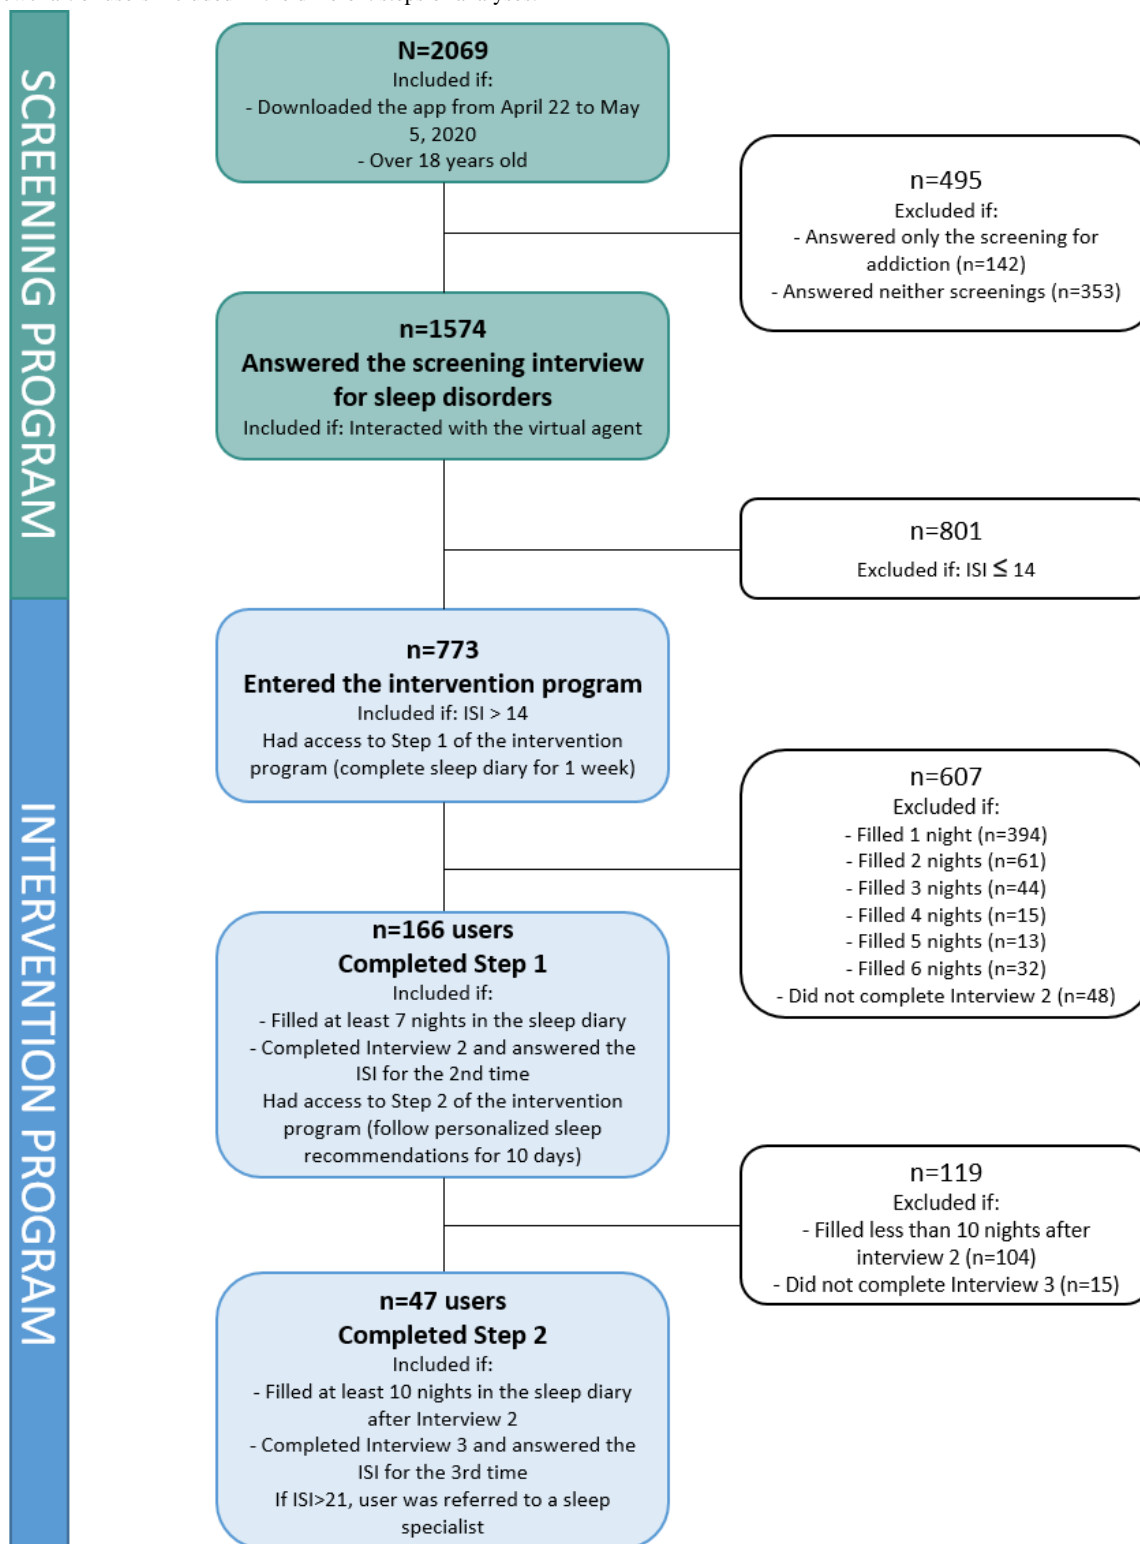 SCREENING PROGRAM
N=2069
Included if:
- Downloaded the app from April 22 to May
5, 2020
- Over 18 years old
n=495
Excluded if:
- Answered only the screening for
addiction (n=142)
- Answered neither screenings (n=353)
n=1574
Answered the screening interview
for sleep disorders
Included if: Interacted with the virtual agent
n=801
Excluded if: ISI ≤ 14
INTERVENTION PROGRAM
n=773
Entered the intervention program
Included if: ISI > 14
Had access to Step 1 of the intervention
program (complete sleep diary for 1 week)
n=607
Excluded if:
- Filled 1 night (n=394)
- Filled 2 nights (n=61)
- Filled 3 nights (n=44)
- Filled 4 nights (n=15)
- Filled 5 nights (n=13)
- Filled 6 nights (n=32)
- Did not complete Interview 2 (n=48)
n=166 users
Completed Step 1
Included if:
- Filled at least 7 nights in the sleep diary
- Completed Interview 2 and answered the
ISI for the 2nd time
Had access to Step 2 of the intervention
program (follow personalized sleep
recommendations for 10 days)
n=119
Excluded if:
- Filled less than 10 nights after
interview 2 (n=104)
- Did not complete Interview 3 (n=15)
n=47 users
Completed Step 2
Included if:
- Filled at least 10 nights in the sleep diary
after Interview 2
- Completed Interview 3 and answered the
ISI for the 3rd time
If ISI>21, user was referred to a sleep
specialist